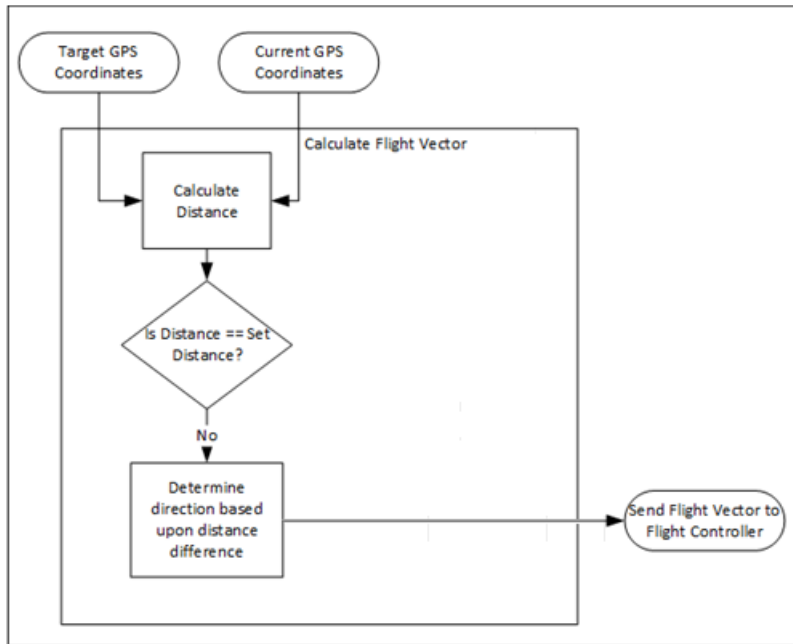 Target GPS
Coordinates
Current GPS
Coordinates
Calculate Flight Vector
Calculate
Distance
Is Distance == Set
Distance?
No
Determine
direction based
upon distance
difference
Send Flight Vector to
Flight Controller